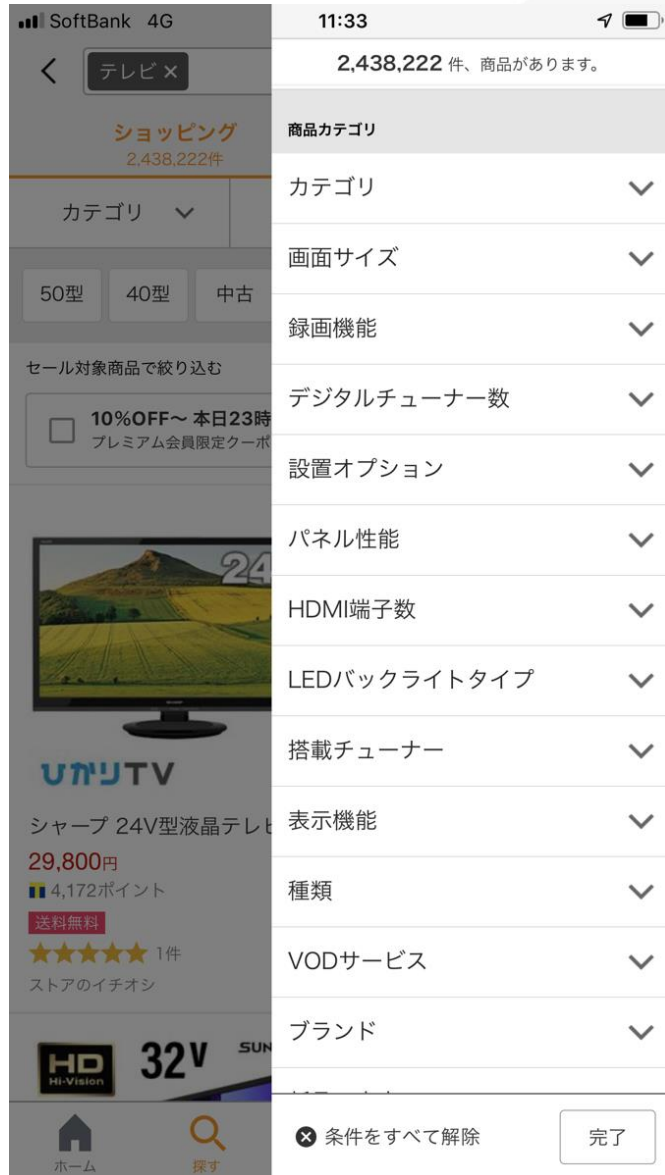 SoftBank 4G
11:33
テレビ ×
2,438,222 件、商品があります。
ショッピング
2,438,222件
カテゴリ
50型
40型
中古
セール対象商品で絞り込む
10%OFF〜 本日23時
プレミアム会員限定クーポ
24
ひかりTV
シャープ 24V型液晶テレビ
29,800円
4,172ポイント
送料無料
1件
ストアのイチオシ
HD
Hi-Vision
32V
SUN
ホーム
探す
商品カテゴリ
カテゴリ
画面サイズ
録画機能
デジタルチューナー数
設置オプション
パネル性能
HDMI端子数
LEDバックライトタイプ
搭載チューナー
表示機能
種類
VODサービス
ブランド
条件をすべて解除
完了